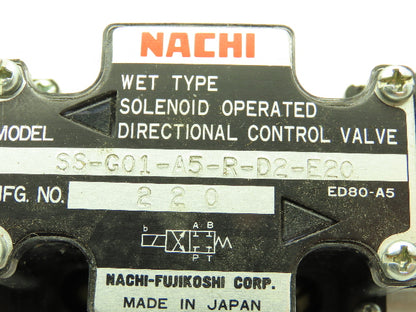 NACHI
WET TYPE
SOLENOID OPERATED
MODEL DIRECTIONAL CONTROL VALVE
SS-G01-A5-R-D2-E20
MFG. NO. 220 ED80-A5
A B
b
P T
NACHI-FUJIKOSHI CORP.
MADE IN JAPAN